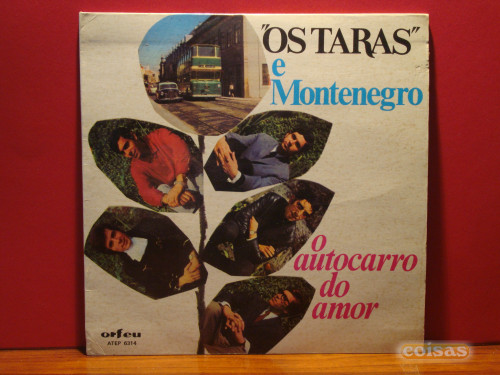 "OS TARAS"
e
Montenegro
o
autocarro
do
amor
orfeu
ATEP 6314
coisas